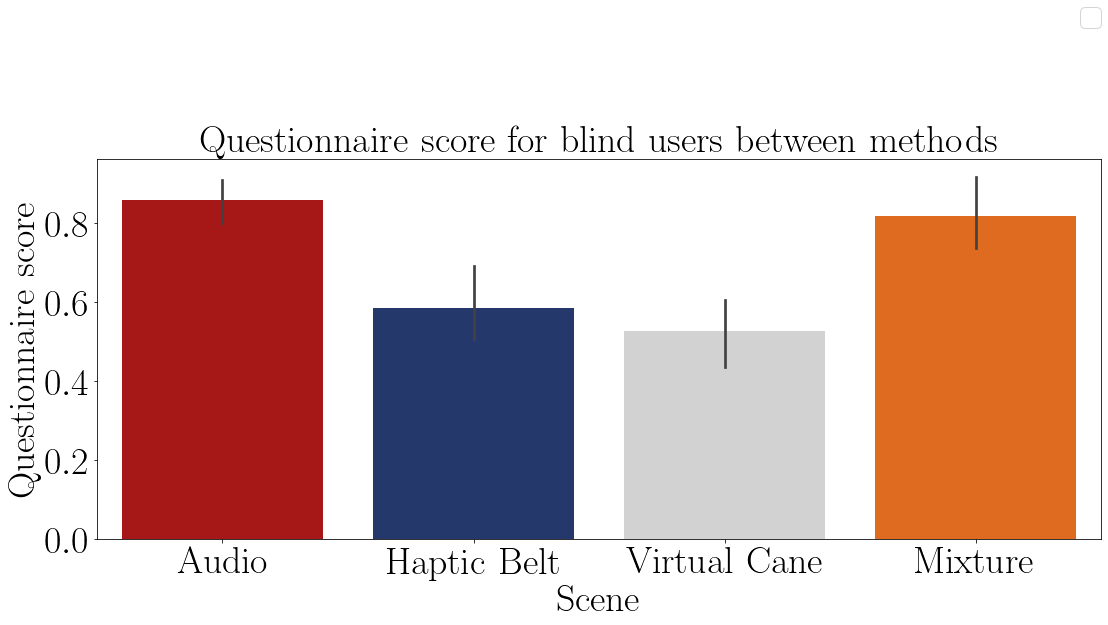 Questionnaire score for blind users between methods
Questionnaire score
0.8
0.6
0.4
0.2
0.0
Audio
Haptic Belt
Virtual Cane
Mixture
Scene